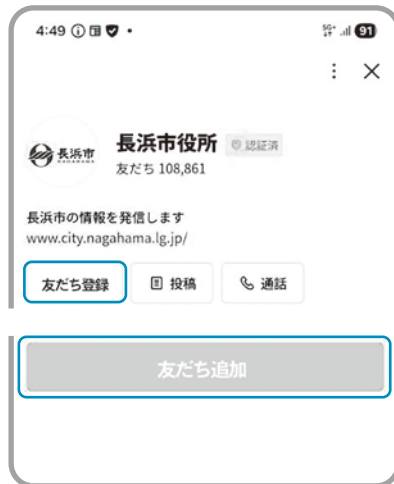 4:49
5G+
91
長浜市
NAGAHAMA
長浜市役所 認証済
友だち 108,861
長浜市の情報を発信します
www.city.nagahama.lg.jp/
友だち登録 投稿 通話
友だち追加